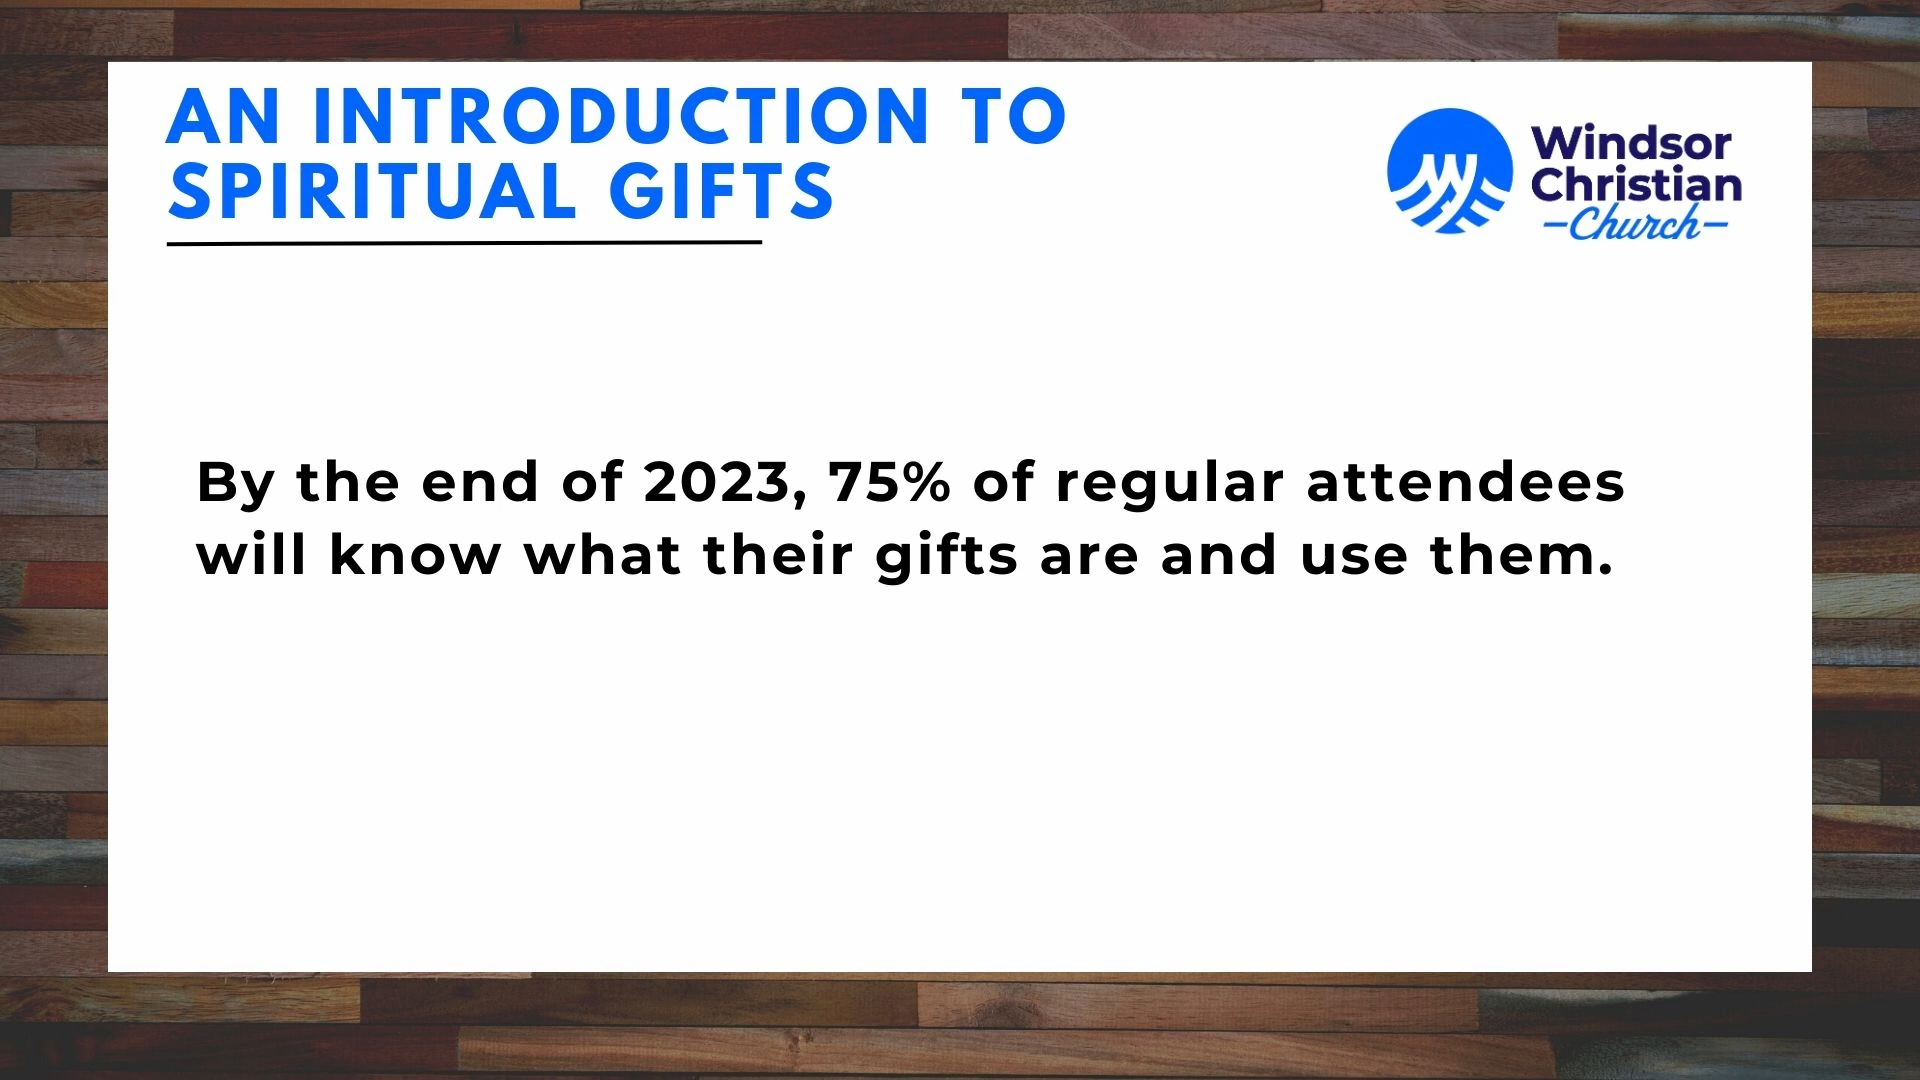 AN INTRODUCTION TO
SPIRITUAL GIFTS
Windsor
Christian
-Church-
By the end of 2023, 75% of regular attendees
will know what their gifts are and use them.